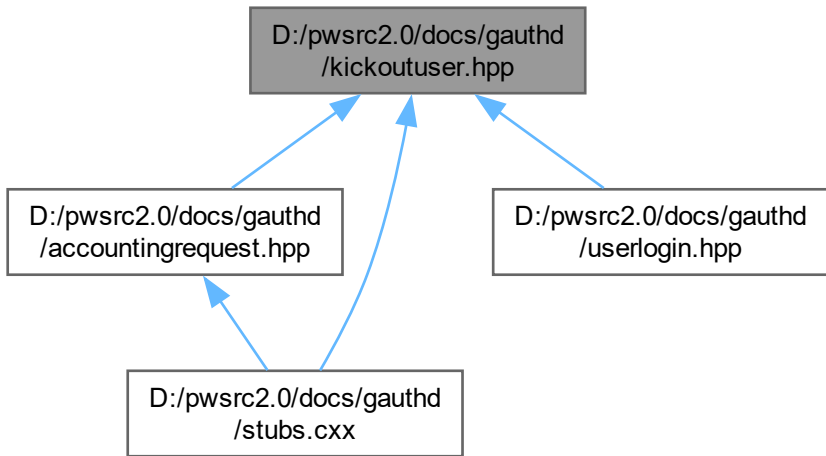 D:/pwsrc2.0/docs/gauthd
/kickoutuser.hpp
D:/pwsrc2.0/docs/gauthd
/accountingrequest.hpp
D:/pwsrc2.0/docs/gauthd
/userlogin.hpp
D:/pwsrc2.0/docs/gauthd
/stubs.cxx